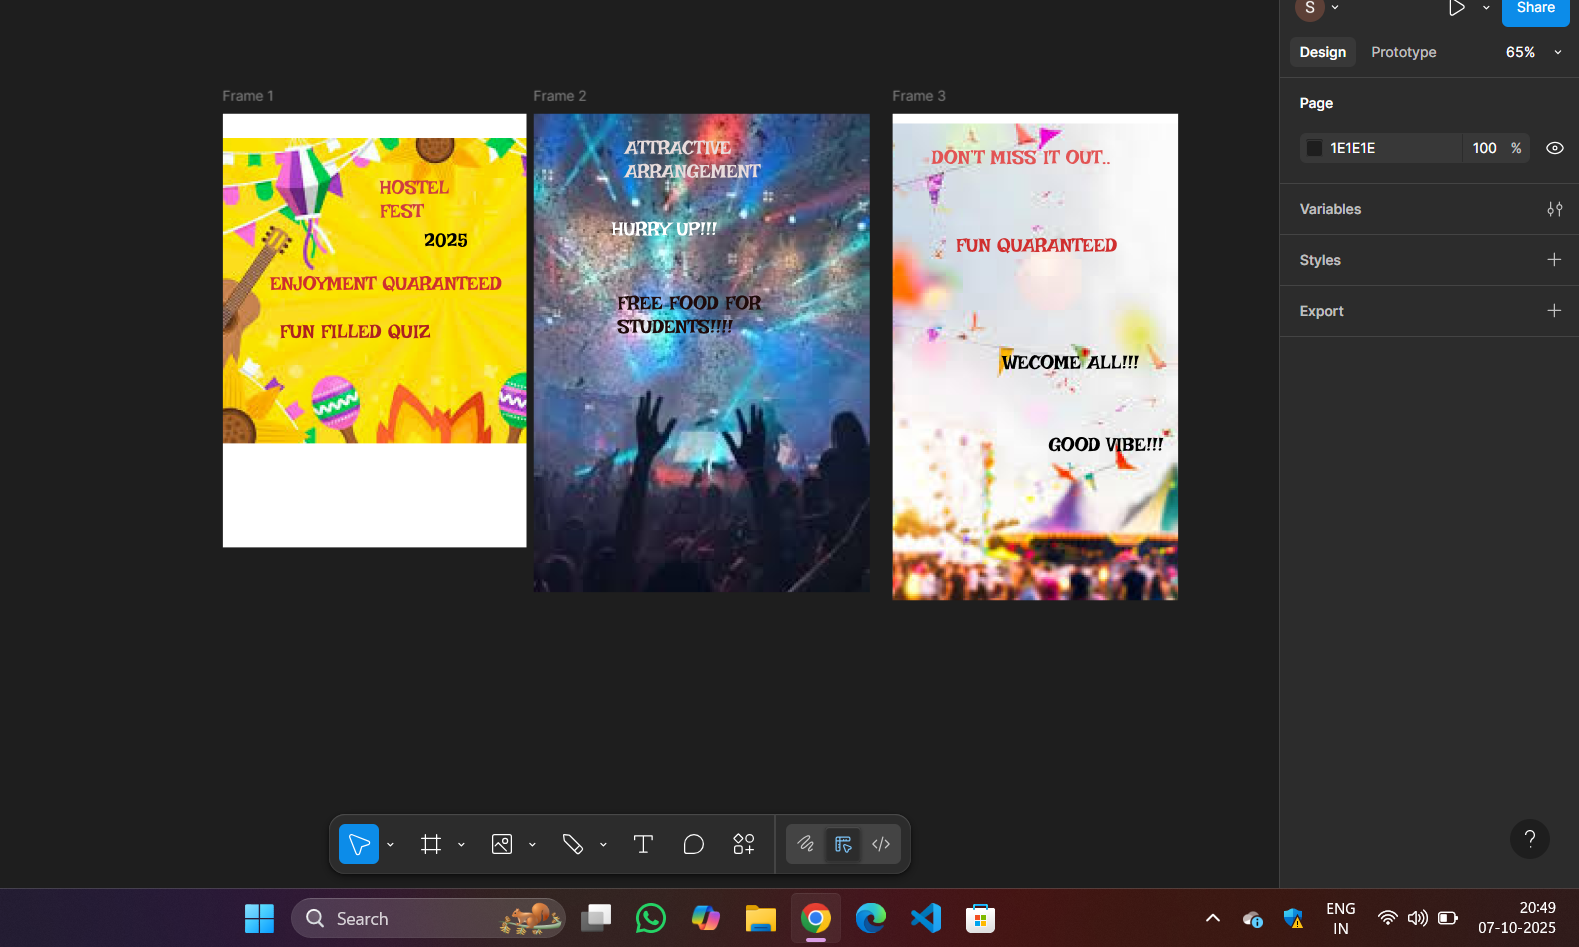 S
Share
Design
Prototype
65%
Page
1E1E1E
100
%
Variables
Styles
Export
Frame 1
HOSTEL
FEST
2025
ENJOYMENT QUARANTEED
FUN FILLED QUIZ
Frame 2
ATTRACTIVE
ARRANGEMENT
HURRY UP!!!
FREE FOOD FOR
STUDENTS!!!!
Frame 3
DON'T MISS IT OUT..
FUN QUARANTEED
WECOME ALL!!!
GOOD VIBE!!!
?
Search
ENG
IN
20:49
07-10-2025